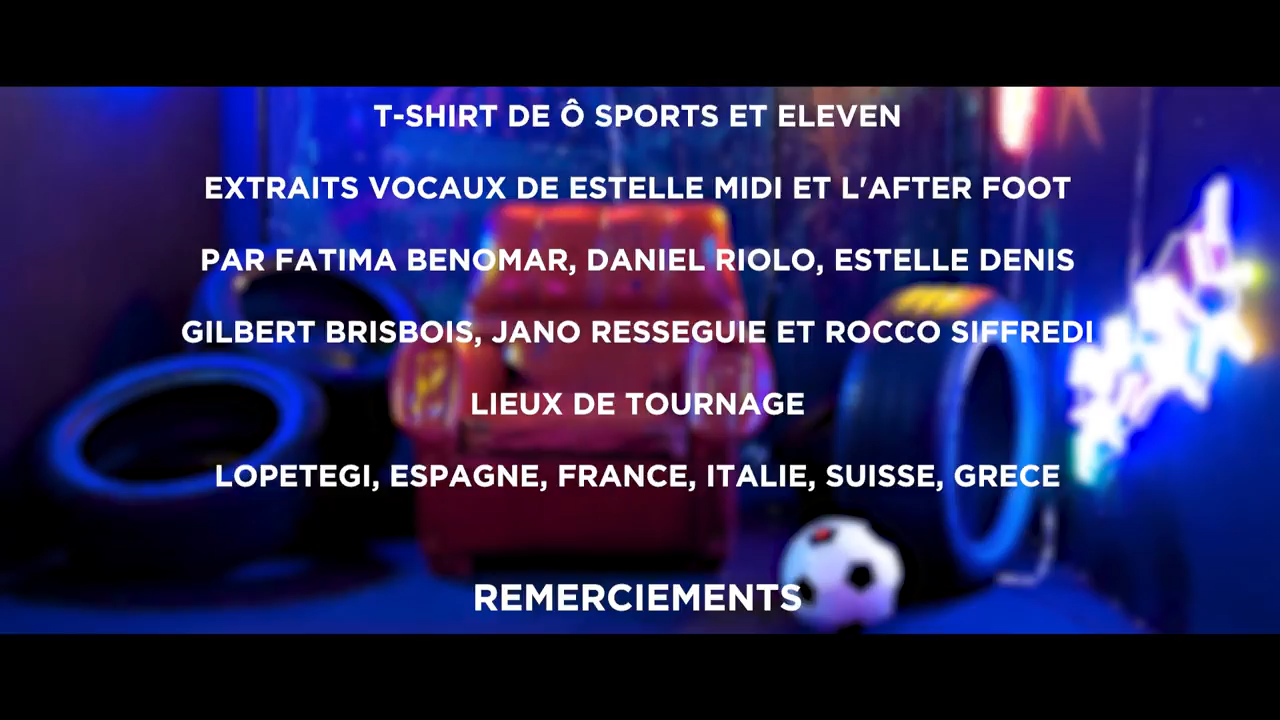 T-SHIRT DE Ô SPORTS ET ELEVEN
EXTRAITS VOCAUX DE ESTELLE MIDI ET L'AFTER FOOT
PAR FATIMA BENOMAR, DANIEL RIOLO, ESTELLE DENIS
GILBERT BRISBOIS, JANO RESSEGUIE ET ROCCO SIFFREDI
LIEUX DE TOURNAGE
LOPETEGI, ESPAGNE, FRANCE, ITALIE, SUISSE, GRECE
REMERCIEMENTS